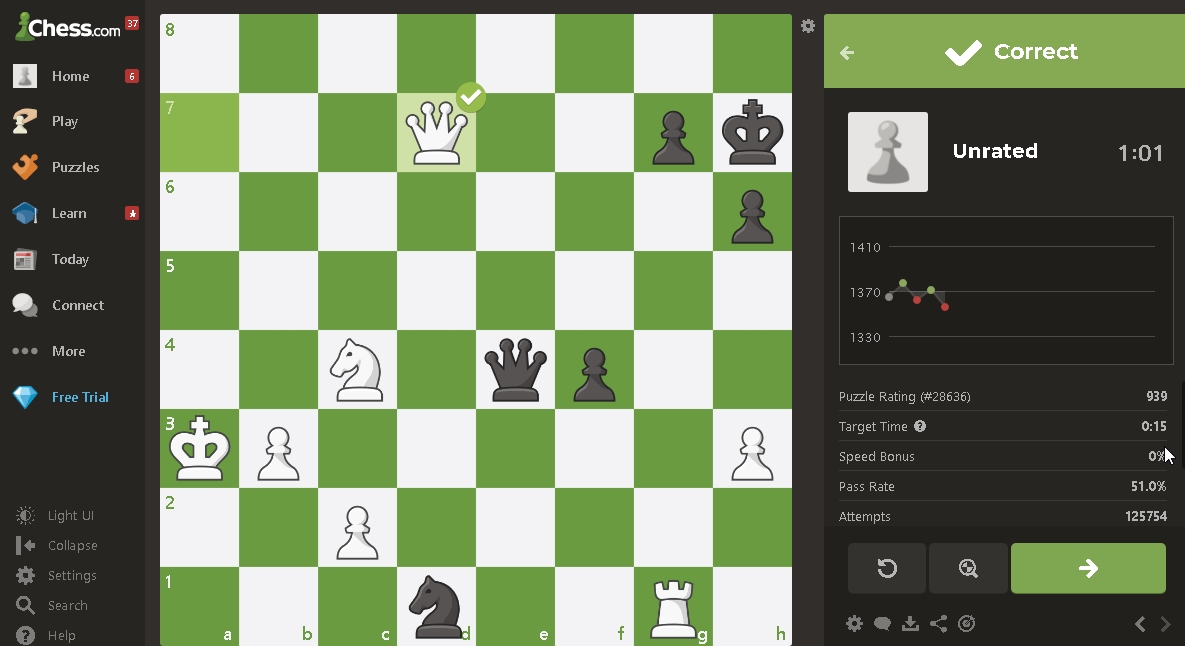 Chess.com 37
Home 6
Play
Puzzles
Learn
Today
Connect
More
Free Trial
Light UI
Collapse
Settings
Search
Help
8
7
6
5
4
3
2
1
a b c d e f g h
Correct
Unrated 1:01
1410
1370
1330
Puzzle Rating (#28636) 939
Target Time 0:15
Speed Bonus 0%
Pass Rate 51.0%
Attempts 125754